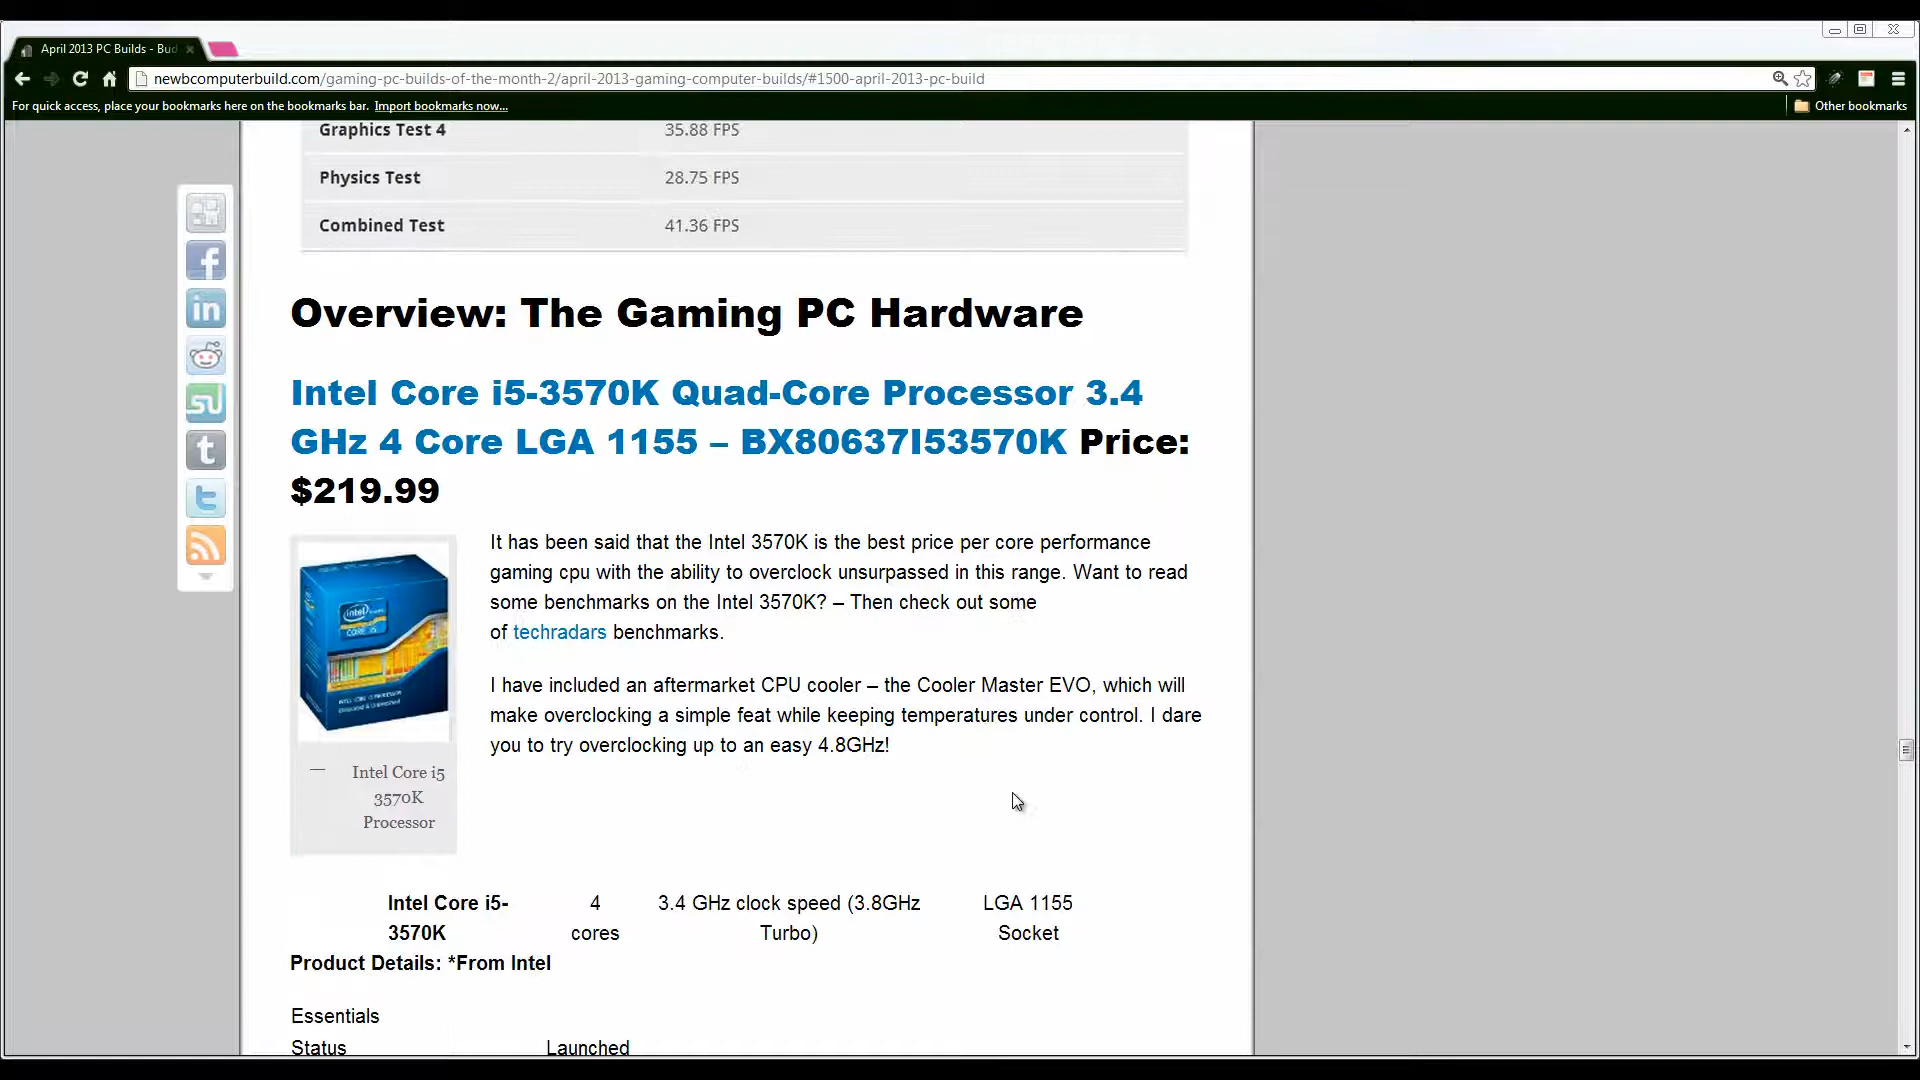 April 2013 PC Builds - Bud
newbcomputerbuild.com/gaming-pc-builds-of-the-month-2/april-2013-gaming-computer-builds/#1500-april-2013-pc-build
For quick access, place your bookmarks here on the bookmarks bar. Import bookmarks now...
Other bookmarks
Graphics Test 4 35.88 FPS
Physics Test 28.75 FPS
Combined Test 41.36 FPS
Overview: The Gaming PC Hardware
Intel Core i5-3570K Quad-Core Processor 3.4
GHz 4 Core LGA 1155 – BX80637I53570K Price:
$219.99
It has been said that the Intel 3570K is the best price per core performance
gaming cpu with the ability to overclock unsurpassed in this range. Want to read
some benchmarks on the Intel 3570K? – Then check out some
of techradars benchmarks.
I have included an aftermarket CPU cooler – the Cooler Master EVO, which will
make overclocking a simple feat while keeping temperatures under control. I dare
you to try overclocking up to an easy 4.8GHz!
intel
CORE i5
— Intel Core i5
3570K
Processor
Intel Core i5- 4 3.4 GHz clock speed (3.8GHz LGA 1155
3570K cores Turbo) Socket
Product Details: *From Intel
Essentials
Status Launched